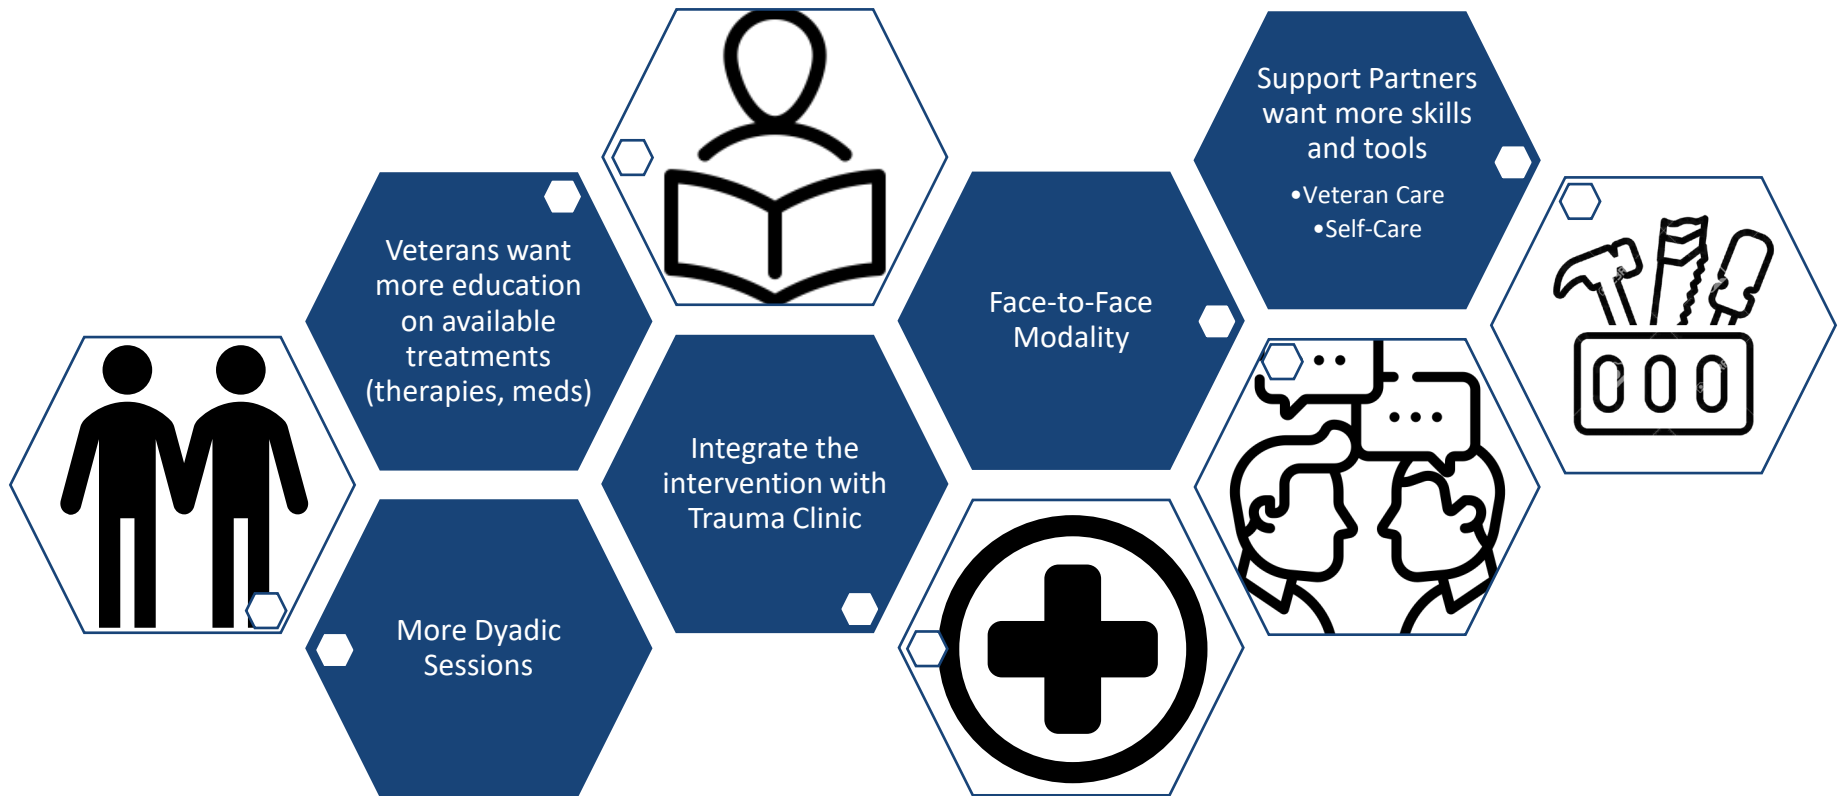 Support Partners
want more skills
and tools
•Veteran Care
•Self-Care
Veterans want
more education
on available
treatments
(therapies, meds)
Face-to-Face
Modality
Integrate the
intervention with
Trauma Clinic
More Dyadic
Sessions